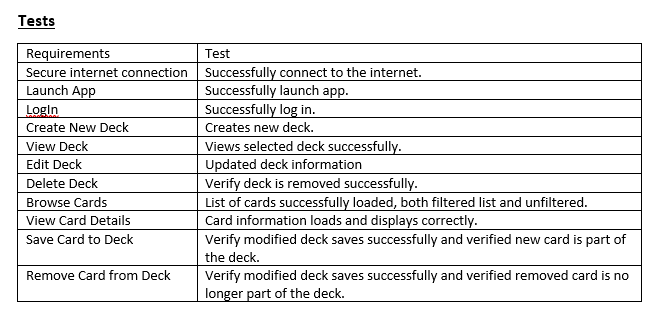 Tests
Requirements Test
Secure internet connection Successfully connect to the internet.
Launch App Successfully launch app.
LogIn Successfully log in.
Create New Deck Creates new deck.
View Deck Views selected deck successfully.
Edit Deck Updated deck information
Delete Deck Verify deck is removed successfully.
Browse Cards List of cards successfully loaded, both filtered list and unfiltered.
View Card Details Card information loads and displays correctly.
Save Card to Deck Verify modified deck saves successfully and verified new card is part of
the deck.
Remove Card from Deck Verify modified deck saves successfully and verified removed card is no
longer part of the deck.